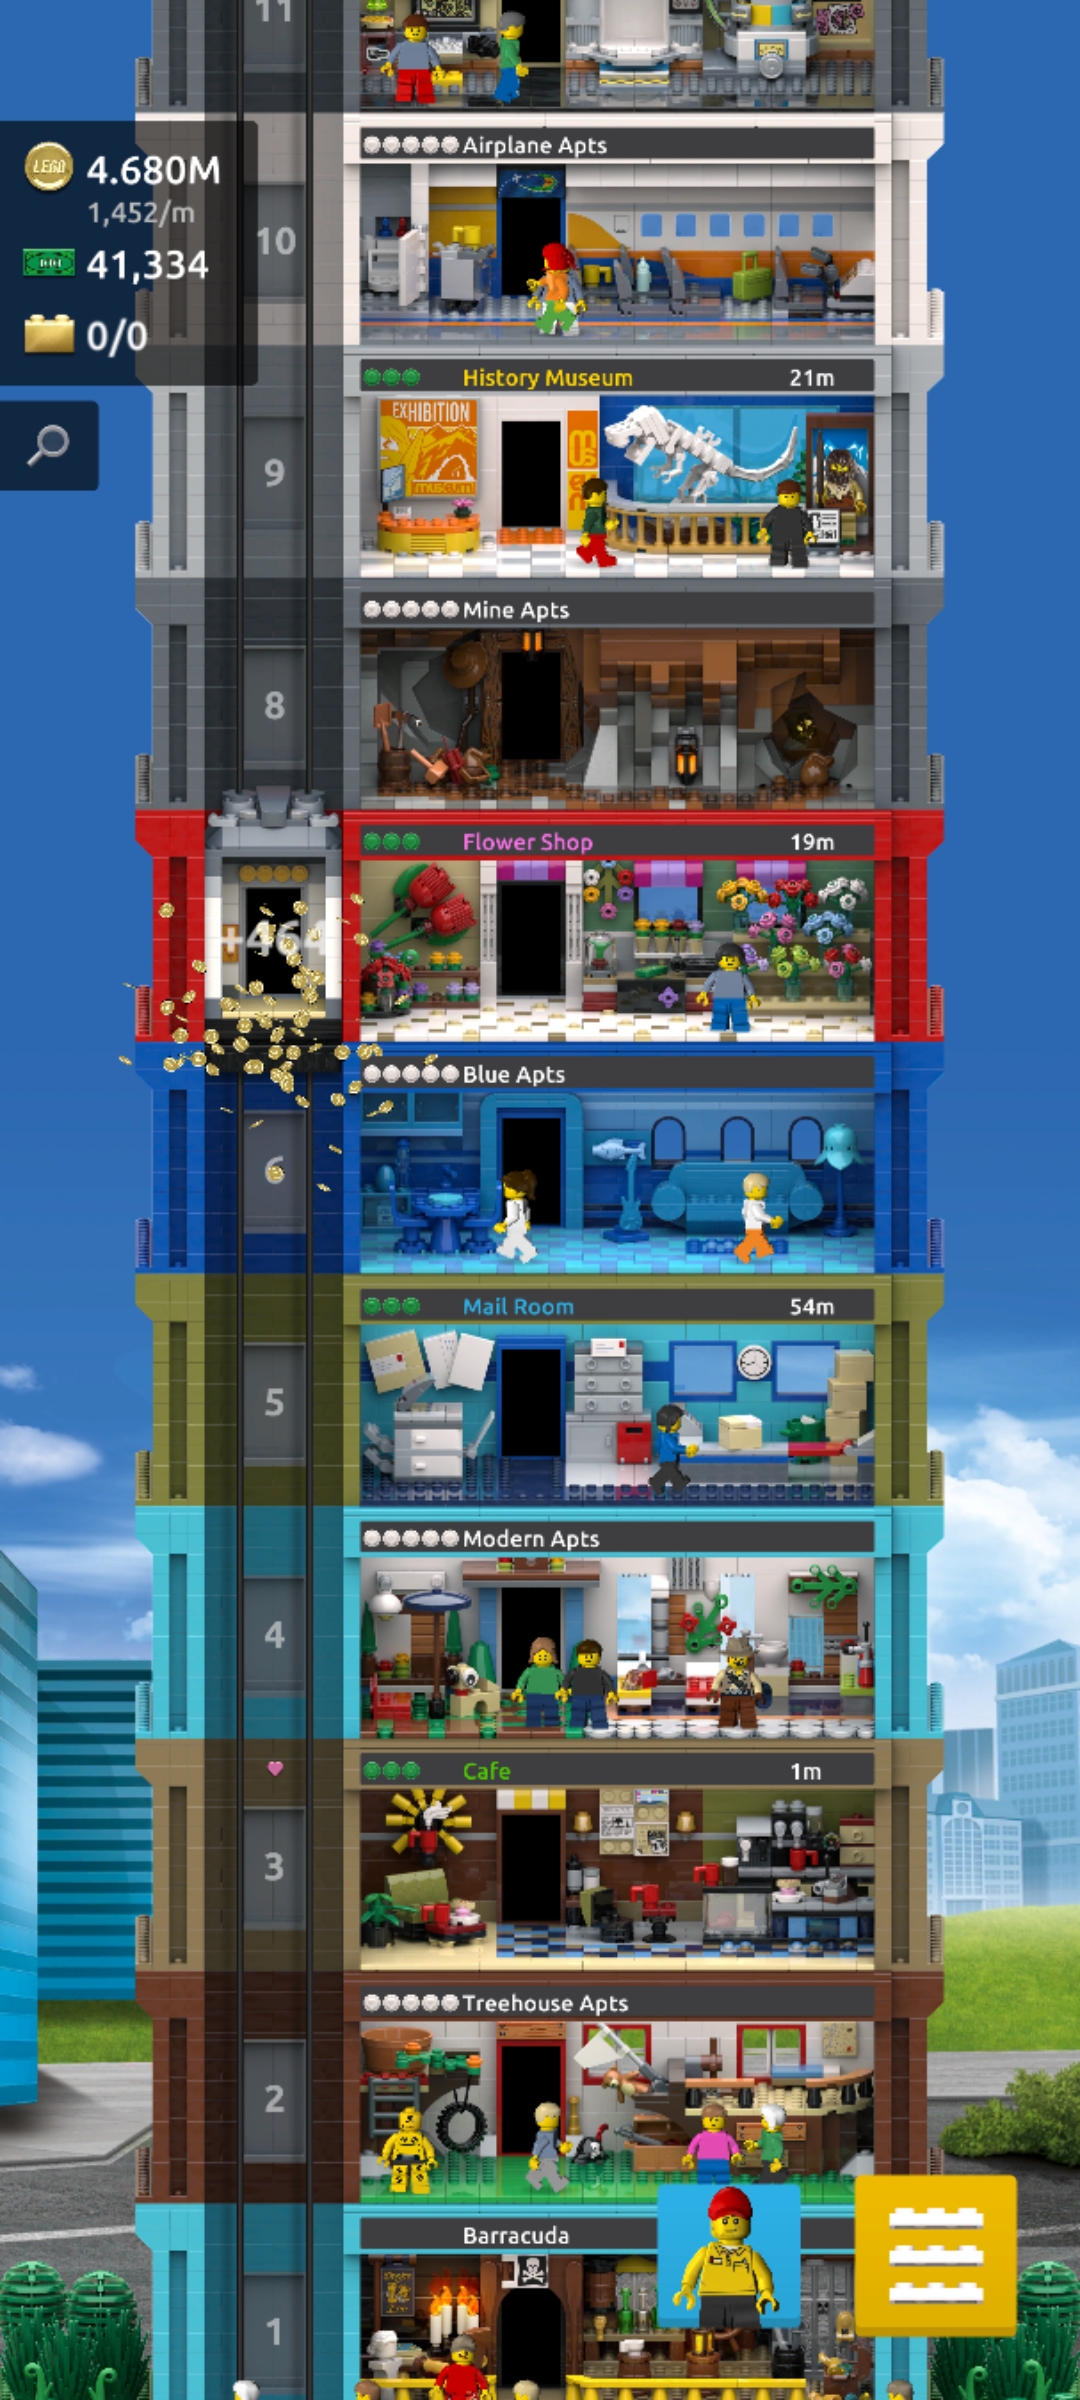 11
Airplane Apts
LEGO
4.680M
1,452/m
10
41,334
0/0
History Museum 21m
EXHIBITION
museum
9
Mine Apts
8
Flower Shop 19m
+464
Blue Apts
6
Mail Room 54m
5
Modern Apts
4
Cafe 1m
3
Treehouse Apts
2
Barracuda
1